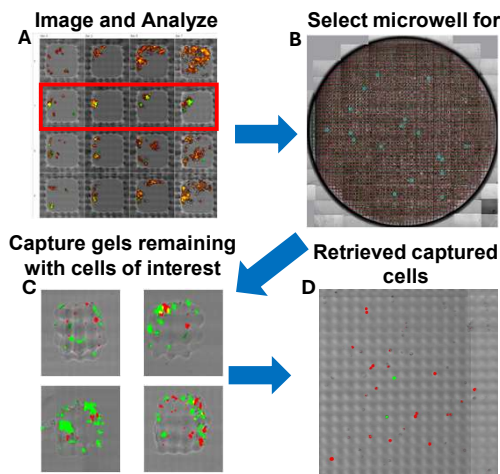 Image and Analyze
Select microwell for
A
B
Capture gels remaining
with cells of interest
Retrieved captured
cells
C
D